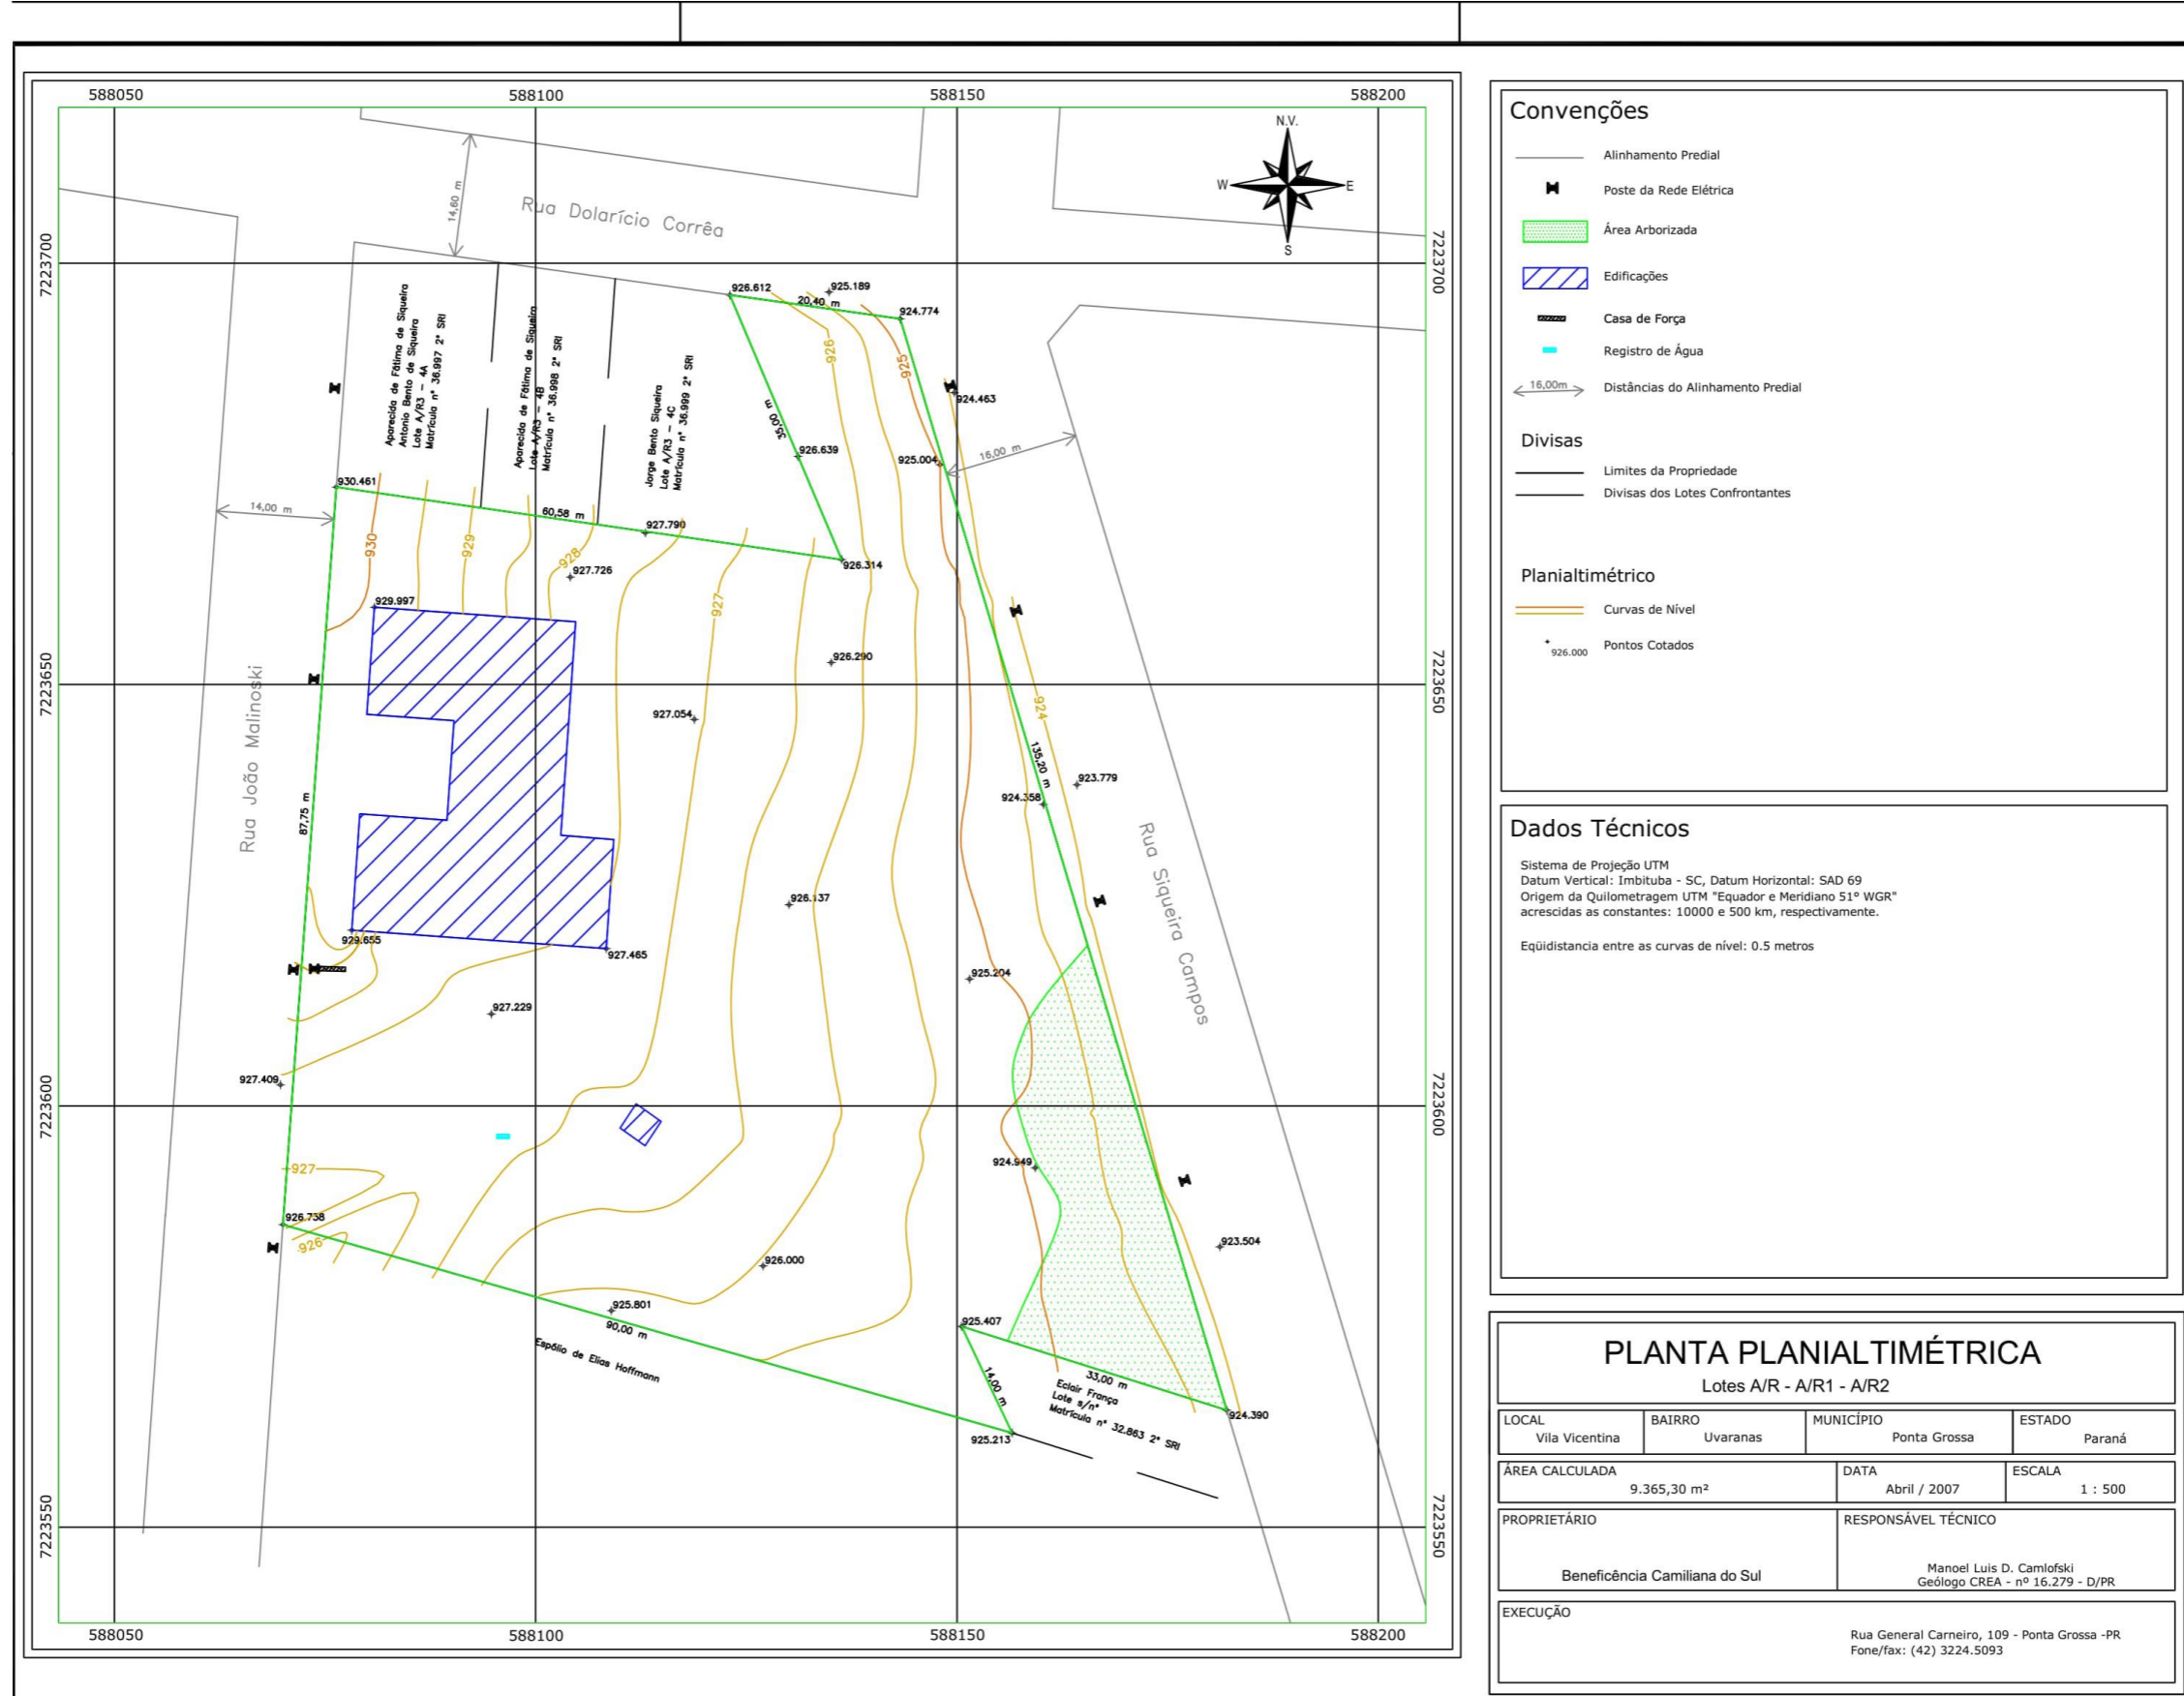 588050
588100
588150
588200
N.V.
W
E
S
14,60 m
Rua Dolarício Corrêa
7223700
7223700
926.612
925.189
20,40 m
924.774
926
925
Aparecida de Fátima de Siqueira
Antonio Bento de Siqueira
Lote A/R3 - 4A
Matrícula nº 36.997 2ª SRI
Aparecida de Fátima de Siqueira
Lote A/R3 - 4B
Matrícula nº 36.998 2ª SRI
Jorge Bento Siqueira
Lote A/R3 - 4C
Matrícula nº 36.999 2ª SRI
35,00 m
924.463
926.639
925.004
16,00 m
930.461
14,00 m
60,58 m
927.790
930
929
928
927.726
926.314
929.997
927
926.290
7223650
7223650
Rua João Malinoski
927.054
924
135,20 m
923.779
924.358
87,75 m
Rua Siqueira Campos
926.137
929.655
927.465
925.204
927.229
927.409
7223600
7223600
924.949
927
926.738
926
923.504
926.000
925.801
90,00 m
Espólio de Elias Hoffmann
925.407
14,00 m
33,00 m
Eclair França
Lote s/nº
Matrícula nº 32.863 2ª SRI
924.390
925.213
7223550
7223550
588050
588100
588150
588200
Convenções
Alinhamento Predial
Poste da Rede Elétrica
Área Arborizada
Edificações
Casa de Força
Registro de Água
16,00m
Distâncias do Alinhamento Predial
Divisas
Limites da Propriedade
Divisas dos Lotes Confrontantes
Planialtimétrico
Curvas de Nível
926.000
Pontos Cotados
Dados Técnicos
Sistema de Projeção UTM
Datum Vertical: Imbituba - SC, Datum Horizontal: SAD 69
Origem da Quilometragem UTM "Equador e Meridiano 51º WGR"
acrescidas as constantes: 10000 e 500 km, respectivamente.
Eqüidistancia entre as curvas de nível: 0.5 metros
PLANTA PLANIALTIMÉTRICA
Lotes A/R - A/R1 - A/R2
LOCAL
Vila Vicentina
BAIRRO
Uvaranas
MUNICÍPIO
Ponta Grossa
ESTADO
Paraná
ÁREA CALCULADA
9.365,30 m²
DATA
Abril / 2007
ESCALA
1 : 500
PROPRIETÁRIO
Beneficência Camiliana do Sul
RESPONSÁVEL TÉCNICO
Manoel Luis D. Camlofski
Geólogo CREA - nº 16.279 - D/PR
EXECUÇÃO
Rua General Carneiro, 109 - Ponta Grossa -PR
Fone/fax: (42) 3224.5093